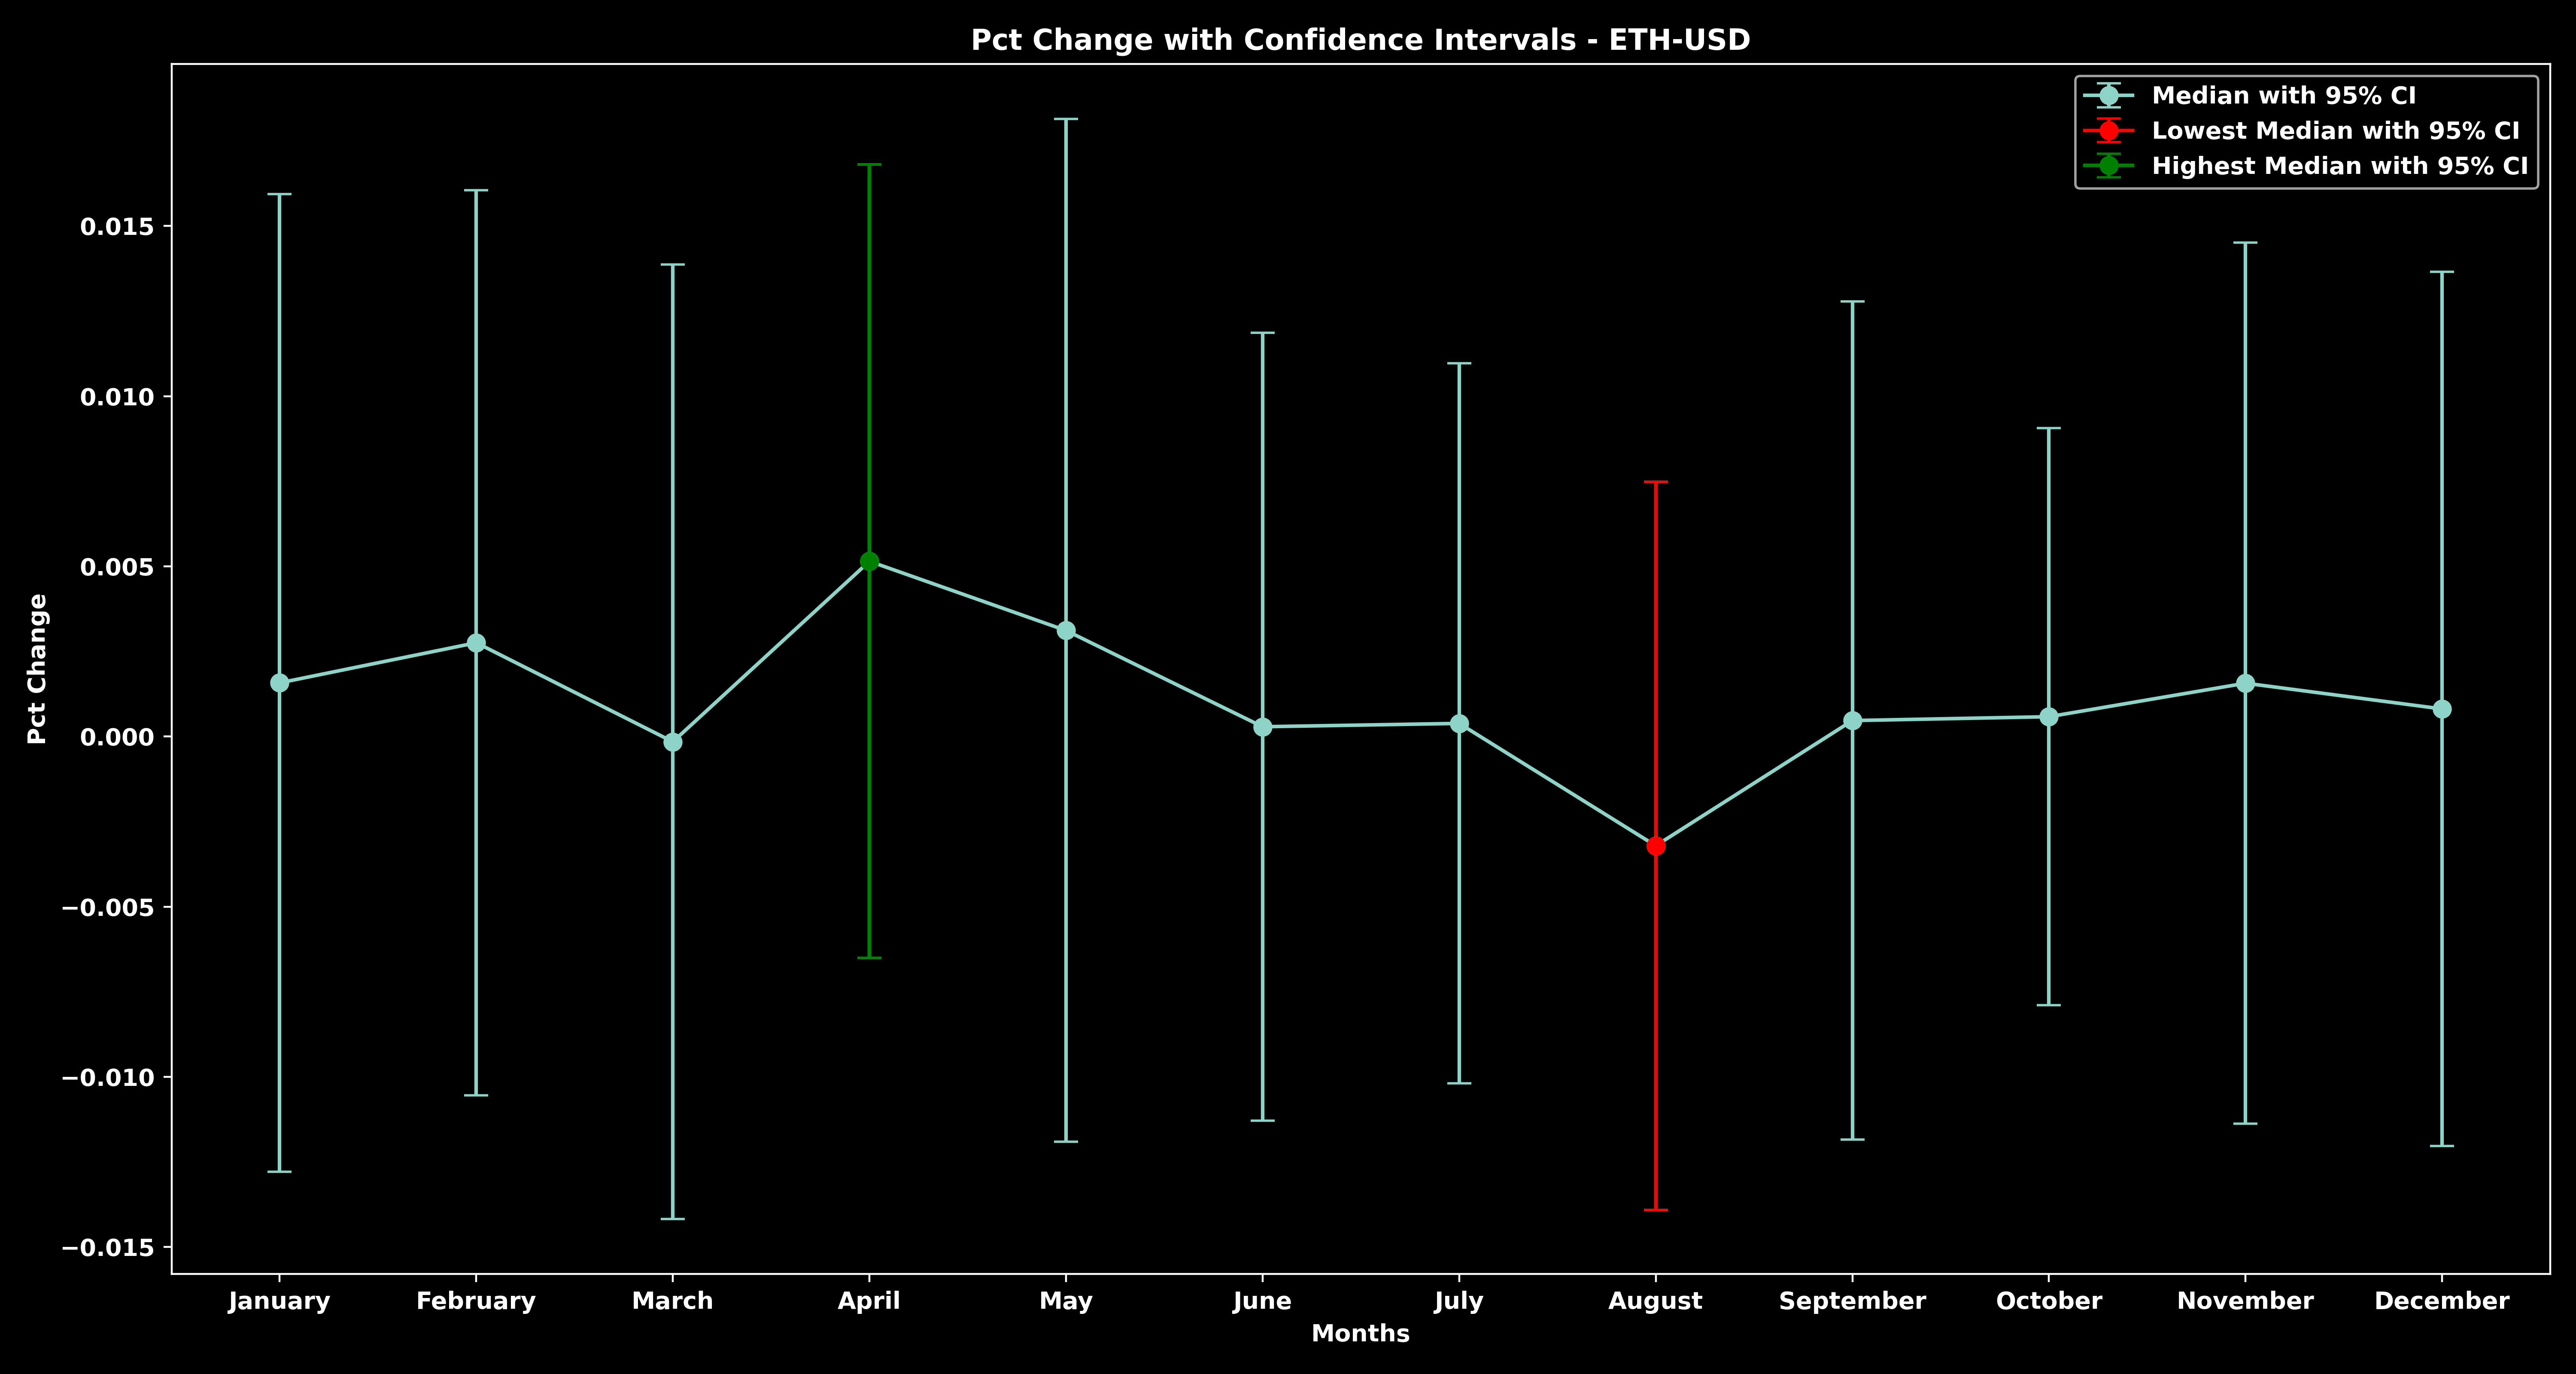 Pct Change with Confidence Intervals - ETH-USD
Median with 95% CI
Lowest Median with 95% CI
Highest Median with 95% CI
Pct Change
0.015
0.010
0.005
0.000
−0.005
−0.010
−0.015
January February March April May June July August September October November December
Months